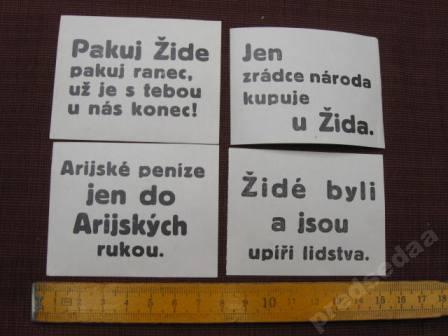 Pakuj Žide
pakuj ranec,
už je s tebou
u nás konec!
Jen
zrádce národa
kupuje
u Žida.
Arijské peníze
jen do
Arijských
rukou.
Židé byli
a jsou
upíři lidstva.
1 2 3 4 5 6 7 8 9 10 11 12 13 14 15 16 17 18
predsedaa